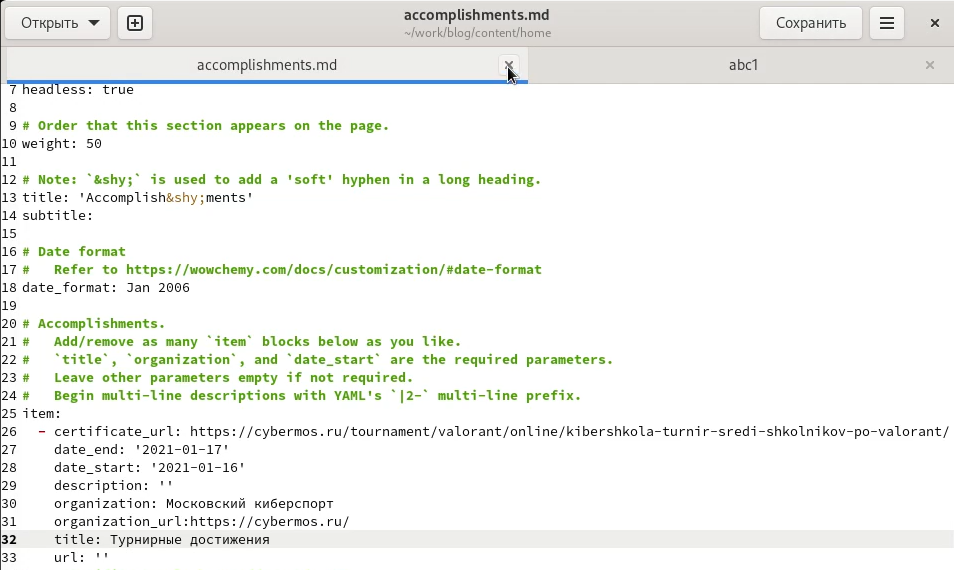 Открыть
accomplishments.md
~/work/blog/content/home
Сохранить
accomplishments.md
abc1
7 headless: true
8
9 # Order that this section appears on the page.
10 weight: 50
11
12 # Note: `&shy;` is used to add a 'soft' hyphen in a long heading.
13 title: 'Accomplish&shy;ments'
14 subtitle:
15
16 # Date format
17 #   Refer to https://wowchemy.com/docs/customization/#date-format
18 date_format: Jan 2006
19
20 # Accomplishments.
21 #   Add/remove as many `item` blocks below as you like.
22 #   `title`, `organization`, and `date_start` are the required parameters.
23 #   Leave other parameters empty if not required.
24 #   Begin multi-line descriptions with YAML's `|2-` multi-line prefix.
25 item:
26   - certificate_url: https://cybermos.ru/tournament/valorant/online/kibershkola-turnir-sredi-shkolnikov-po-valorant/
27     date_end: '2021-01-17'
28     date_start: '2021-01-16'
29     description: ''
30     organization: Московский киберспорт
31     organization_url:https://cybermos.ru/
32     title: Турнирные достижения
33     url: ''